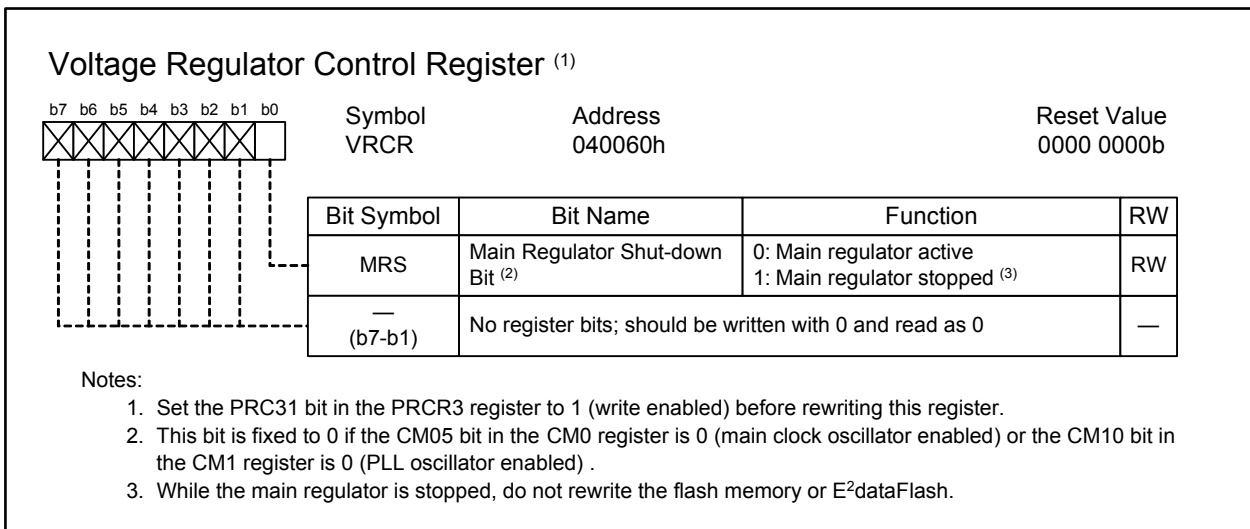 Voltage Regulator Control Register (1)
b7 b6 b5 b4 b3 b2 b1 b0
Symbol Address Reset Value
VRCR 040060h 0000 0000b
Bit Symbol Bit Name Function RW
MRS Main Regulator Shut-down Bit (2) 0: Main regulator active 1: Main regulator stopped (3) RW
— (b7-b1) No register bits; should be written with 0 and read as 0 —
Notes:
1. Set the PRC31 bit in the PRCR3 register to 1 (write enabled) before rewriting this register.
2. This bit is fixed to 0 if the CM05 bit in the CM0 register is 0 (main clock oscillator enabled) or the CM10 bit in
the CM1 register is 0 (PLL oscillator enabled) .
3. While the main regulator is stopped, do not rewrite the flash memory or E²dataFlash.